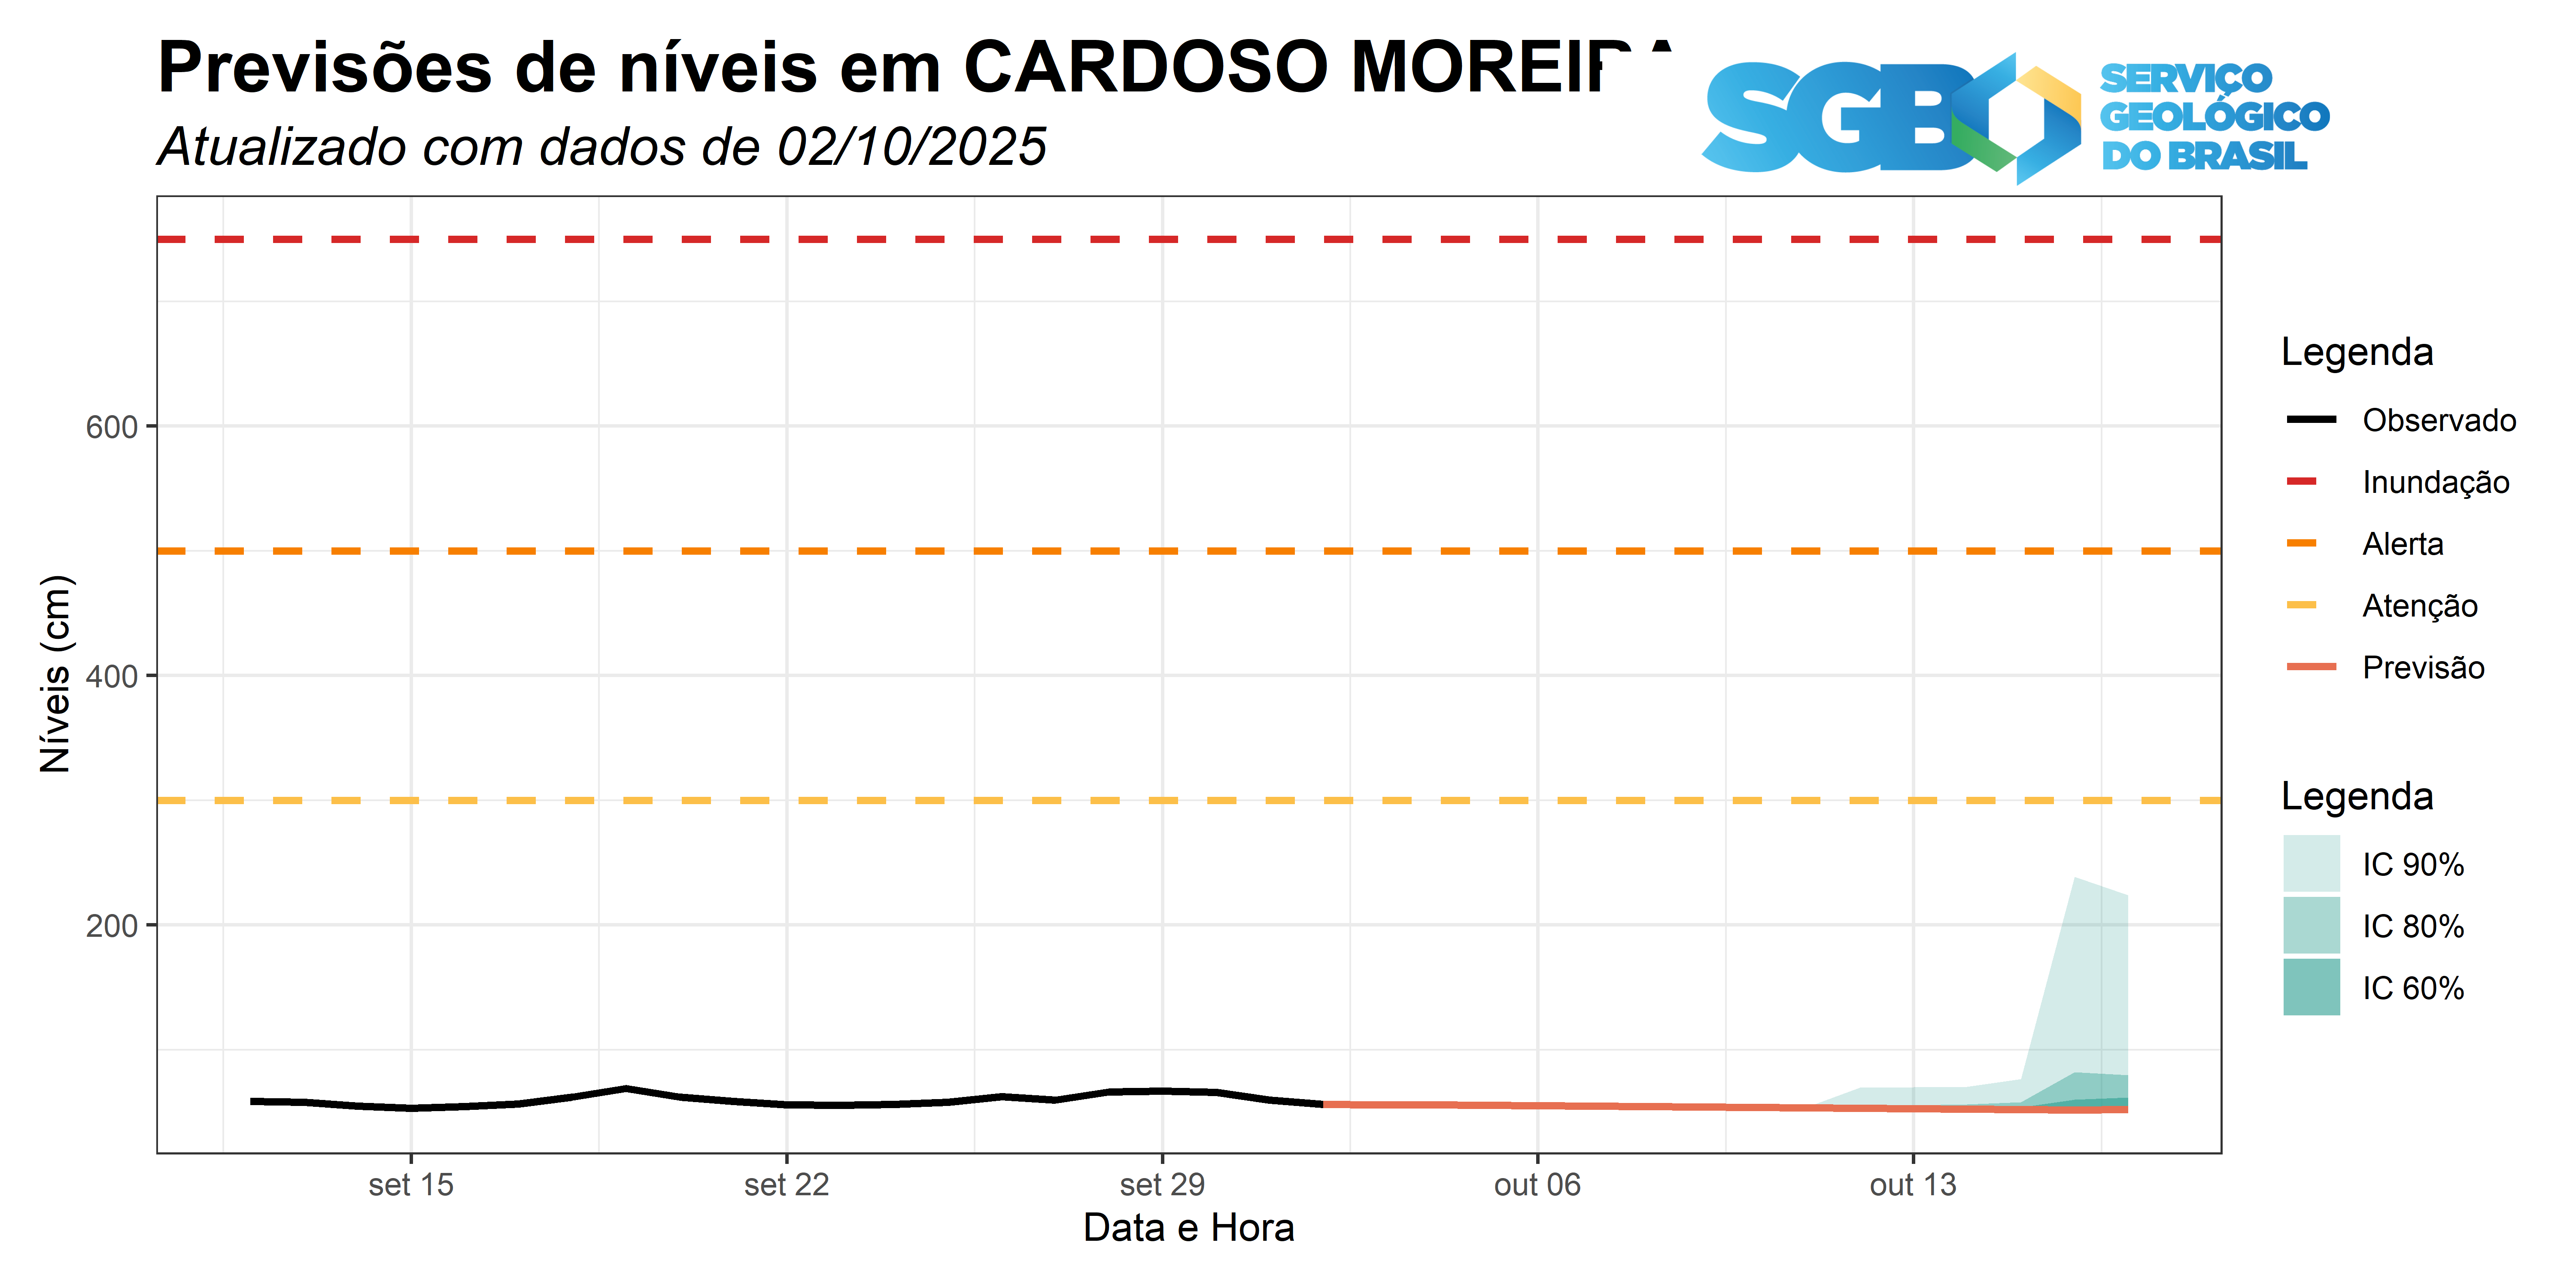 Previsões de níveis em CARDOSO MOREIRA
Atualizado com dados de 02/10/2025
SGB
SERVIÇO
GEOLÓGICO
DO BRASIL
Níveis (cm)
600
400
200
set 15
set 22
set 29
out 06
out 13
Data e Hora
Legenda
Observado
Inundação
Alerta
Atenção
Previsão
Legenda
IC 90%
IC 80%
IC 60%